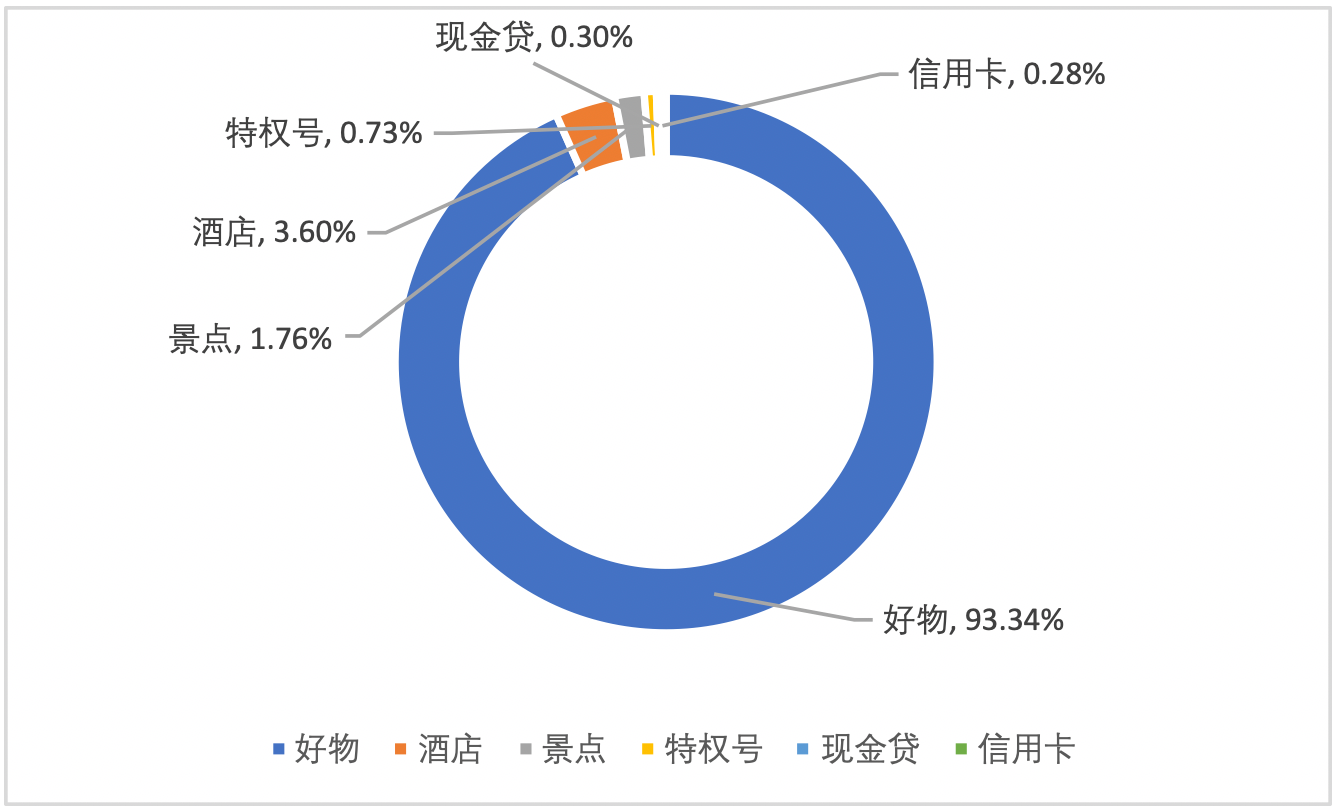 现金贷, 0.30%
信用卡, 0.28%
特权号, 0.73%
酒店, 3.60%
景点, 1.76%
好物, 93.34%
好物 酒店 景点 特权号 现金贷 信用卡